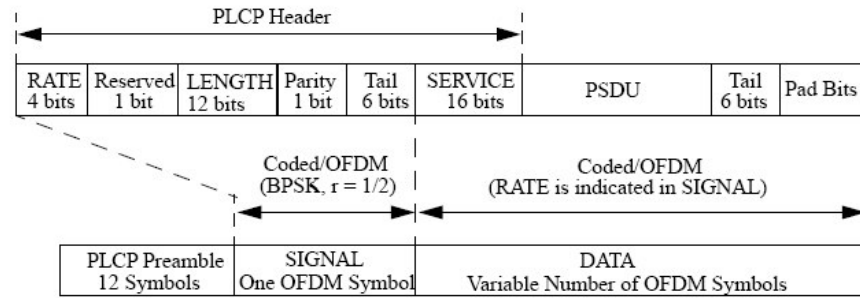 PLCP Header
RATE Reserved LENGTH Parity Tail SERVICE PSDU Tail Pad Bits
4 bits 1 bit 12 bits 1 bit 6 bits 16 bits 6 bits
Coded/OFDM Coded/OFDM
(BPSK, r = 1/2) (RATE is indicated in SIGNAL)
PLCP Preamble SIGNAL DATA
12 Symbols One OFDM Symbol Variable Number of OFDM Symbols